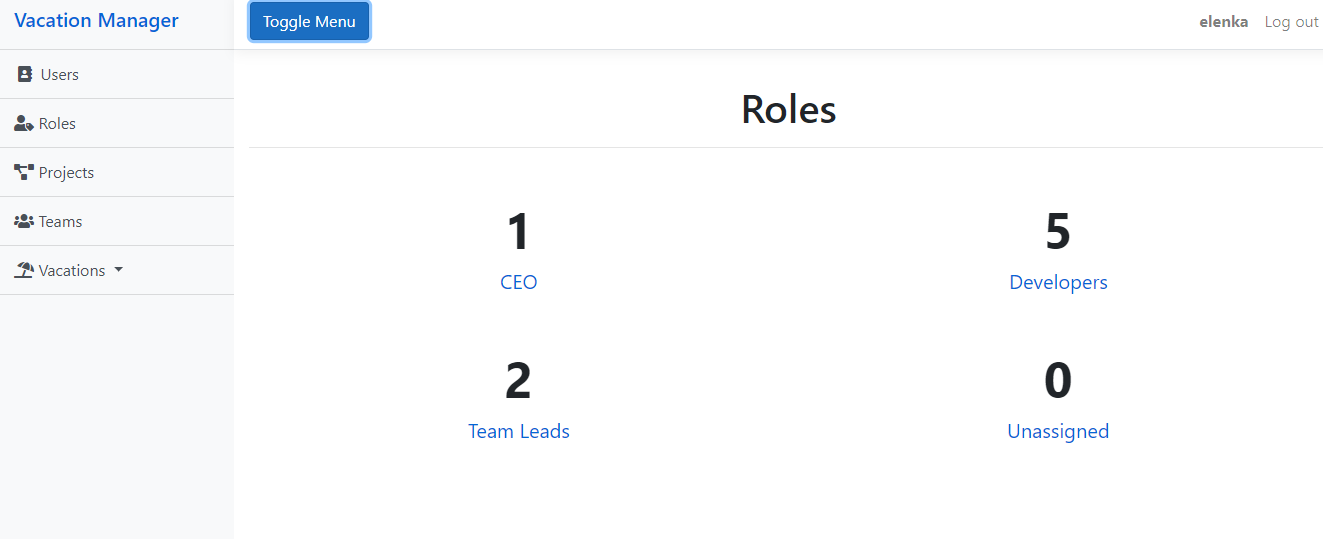 Vacation Manager
Toggle Menu
elenka
Log out
Users
Roles
Projects
Teams
Vacations
Roles
1
CEO
5
Developers
2
Team Leads
0
Unassigned